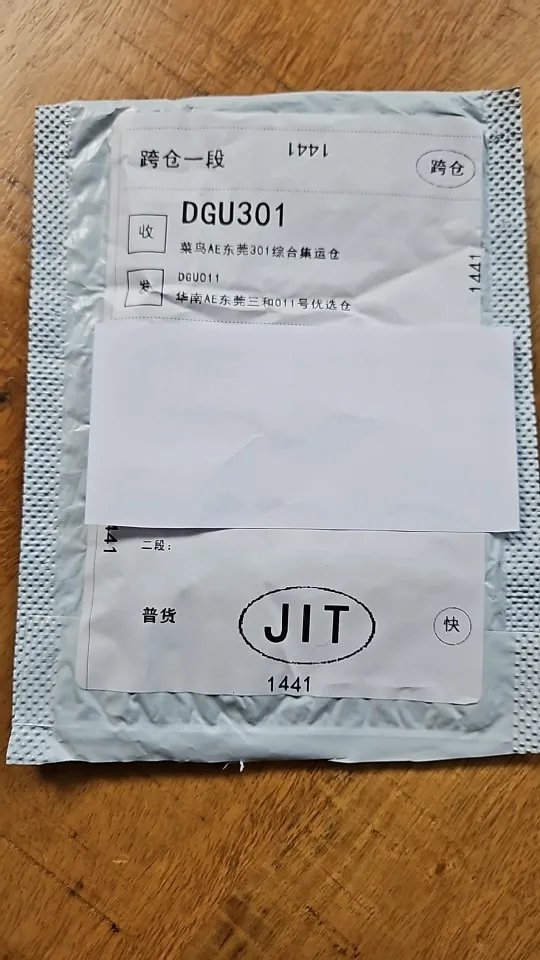 跨仓一段
1441
跨仓
收
DGU301
菜鸟AE东莞301综合集运仓
1441
发
DGU011
华南AE东莞三和011号优选仓
1441
二段:
普货
JIT
快
1441